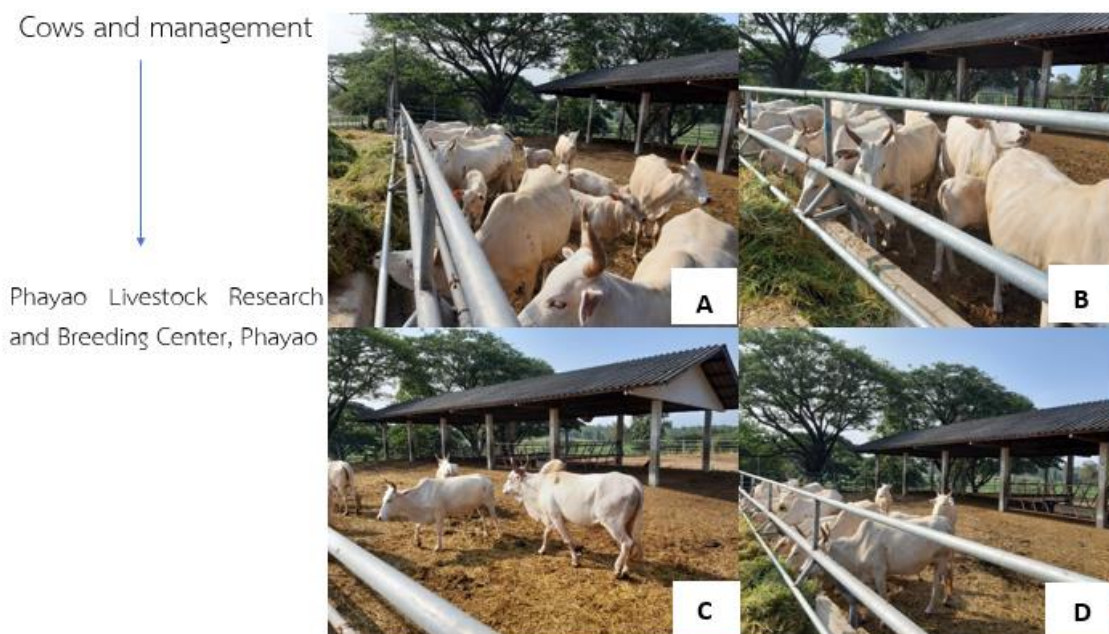 Cows and management
Phayao Livestock Research
and Breeding Center, Phayao
A
B
C
D